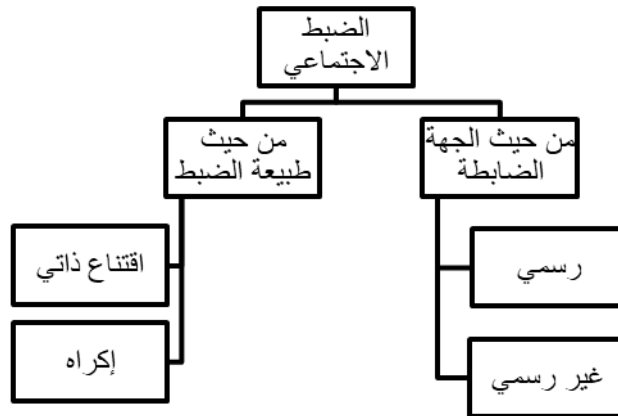 الضبط
الاجتماعي
من حيث الجهة
الضابطة
من حيث
طبيعة الضبط
رسمي
غير رسمي
اقتناع ذاتي
إكراه